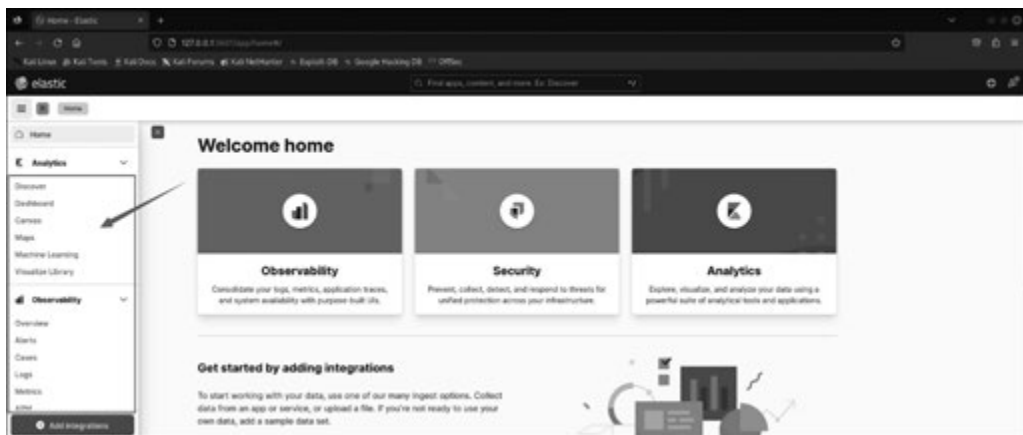 Home - Elastic
127.0.0.1
Kali Linux Kali Tools Kali Docs Kali Forums Kali NetHunter Exploit-DB Google Hacking DB OffSec
elastic
Find apps, content, and more. Ex: Discover
Home
Home
Analytics
Discover
Dashboard
Canvas
Maps
Machine Learning
Visualize Library
Observability
Overview
Alerts
Cases
Logs
Metrics
APM
Add integrations
Welcome home
Observability
Consolidate your logs, metrics, application traces,
and system availability with purpose-built UIs.
Security
Prevent, collect, detect, and respond to threats for
unified protection across your infrastructure.
Analytics
Explore, visualize, and analyze your data using a
powerful suite of analytical tools and applications.
Get started by adding integrations
To start working with your data, use one of our many ingest options. Collect
data from an app or service, or upload a file. If you're not ready to use your
own data, add a sample data set.